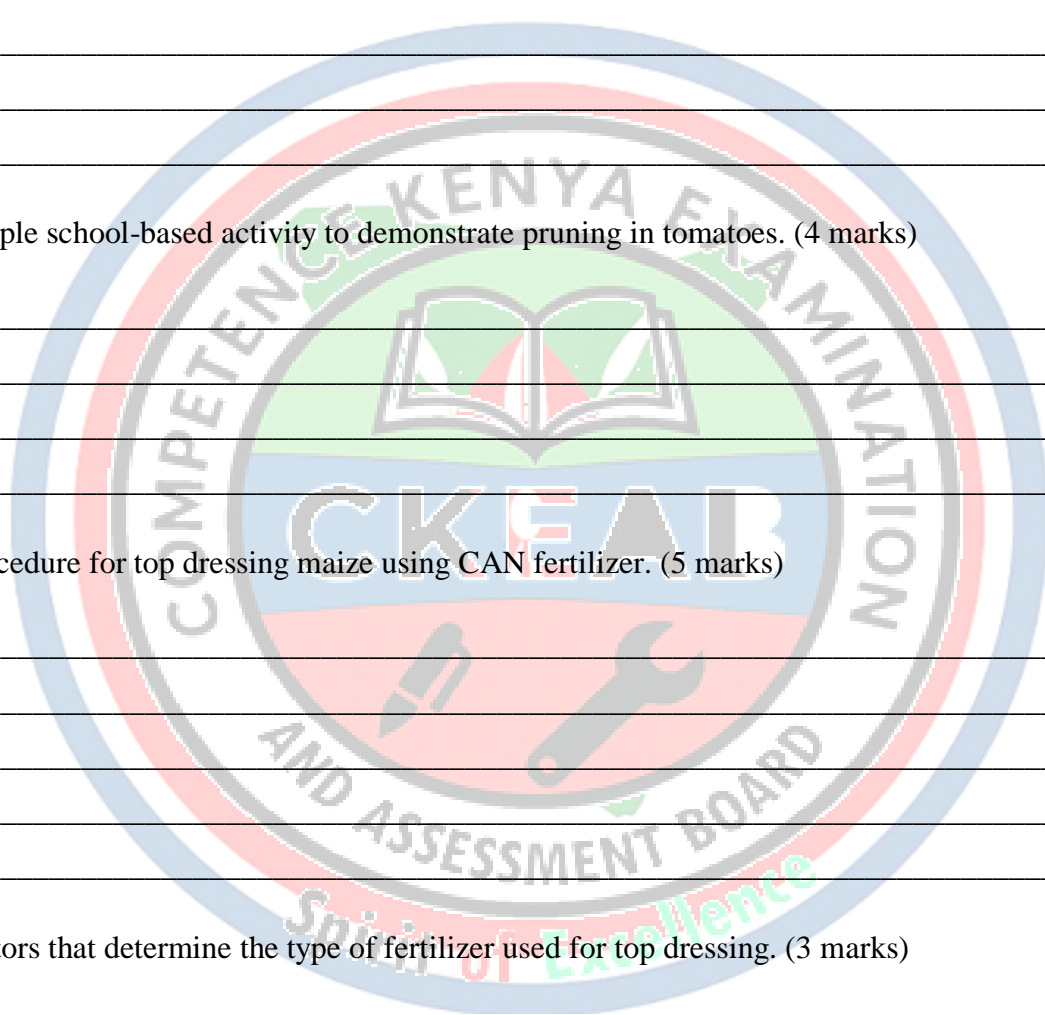 ple school-based activity to demonstrate pruning in tomatoes. (4 marks)
cedure for top dressing maize using CAN fertilizer. (5 marks)
tors that determine the type of fertilizer used for top dressing. (3 marks)
COMPETENCE KENYA EXAMINATION
CKEAB
AND ASSESSMENT BOARD
Spirit of Excellence